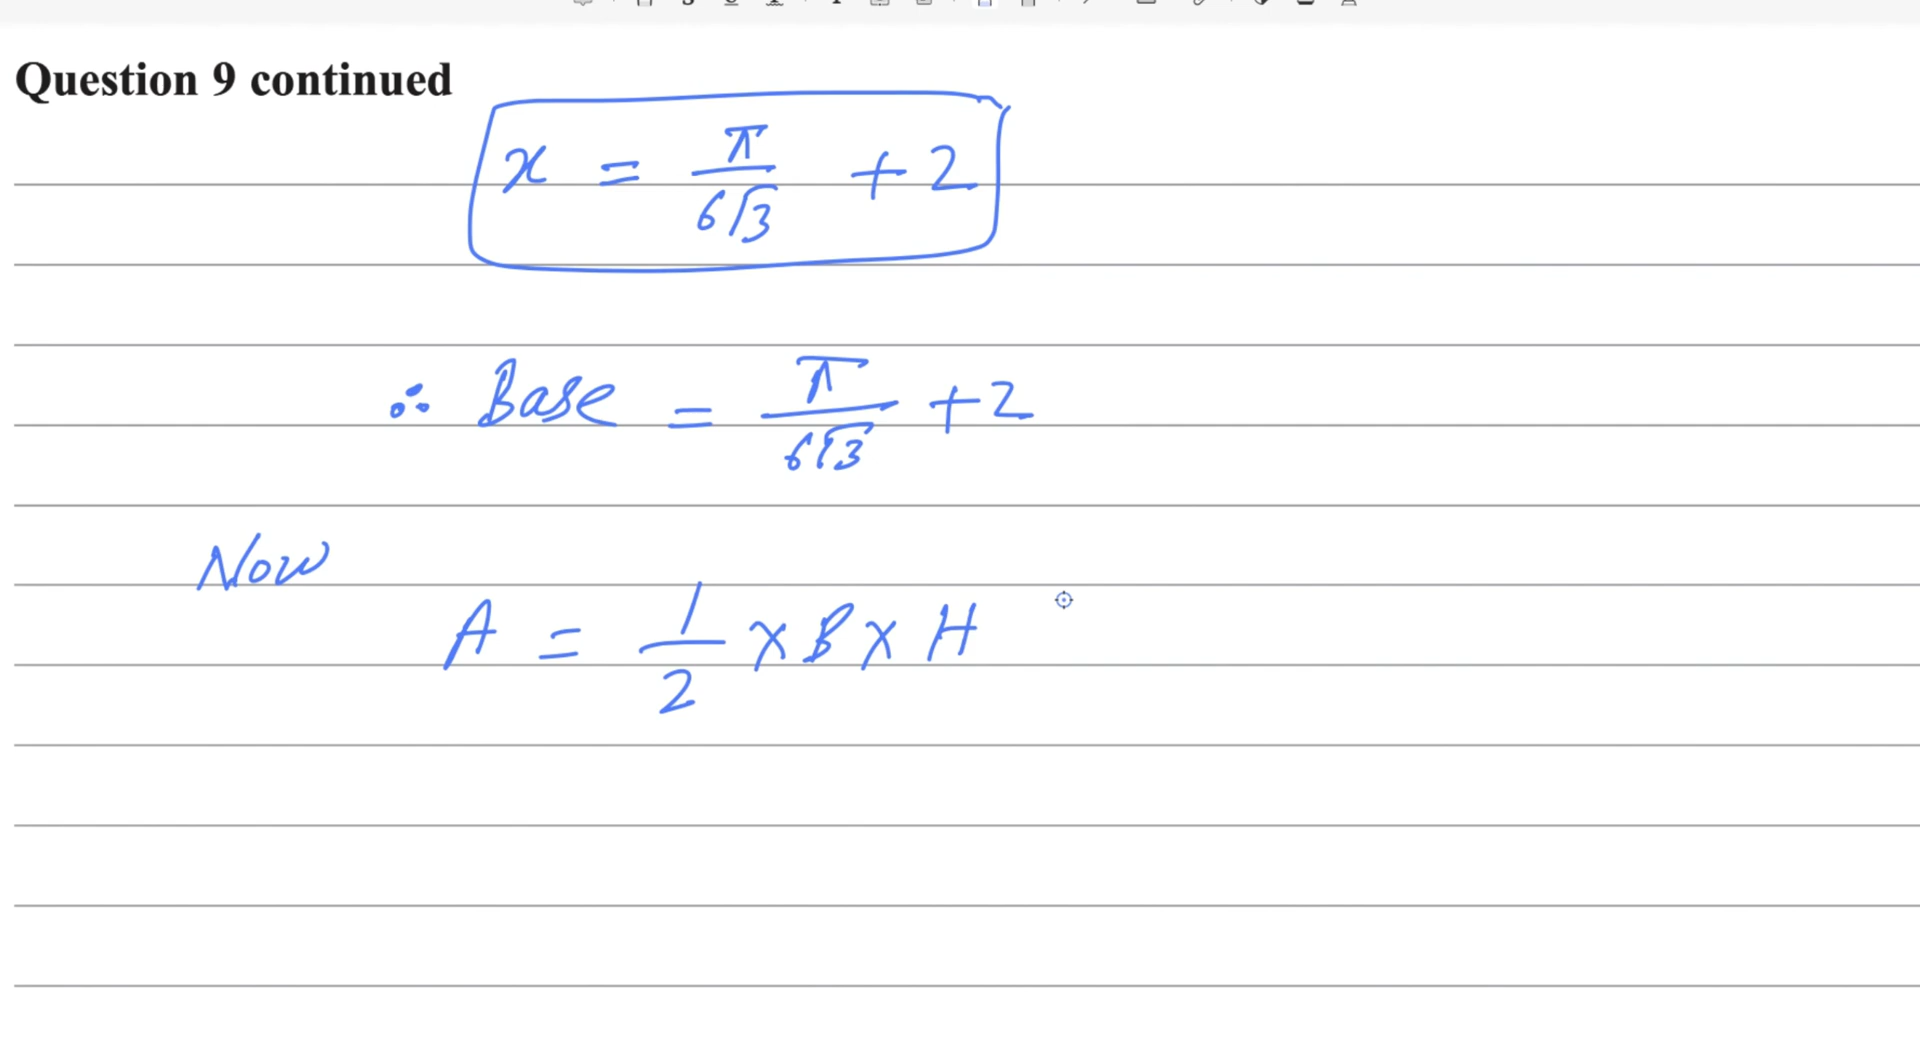 Question 9 continued
x = π/6√3 + 2
∴ Base = π/6√3 + 2
Now
A = 1/2 × B × H